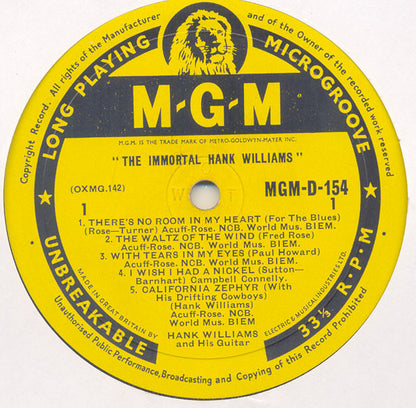 Copyright Record. All rights of the Manufacturer
and of the Owner of the recorded work reserved
LONG PLAYING
MICROGROOVE
M-G-M
M.G.M. IS THE TRADE MARK OF METRO-GOLDWYN-MAYER INC.
"THE IMMORTAL HANK WILLIAMS"
(OXMG.142)
MGM-D-154
1
1
1. THERE'S NO ROOM IN MY HEART (For The Blues)
(Rose—Turner) Acuff-Rose. NCB. World Mus. BIEM.
2. THE WALTZ OF THE WIND (Fred Rose)
Acuff-Rose. NCB. World Mus. BIEM.
3. WITH TEARS IN MY EYES (Paul Howard)
Acuff-Rose. NCB. World Mus. BIEM.
4. I WISH I HAD A NICKEL (Sutton—
Barnhart) Campbell Connelly.
5. CALIFORNIA ZEPHYR (With
His Drifting Cowboys)
(Hank Williams)
Acuff-Rose. NCB.
World Mus. BIEM
HANK WILLIAMS
and His Guitar
MADE IN GREAT BRITAIN BY
ELECTRIC & MUSICAL INDUSTRIES LTD.
UNBREAKABLE
33⅓ R·P·M
Unauthorised Public Performance, Broadcasting and Copying of this Record Prohibited